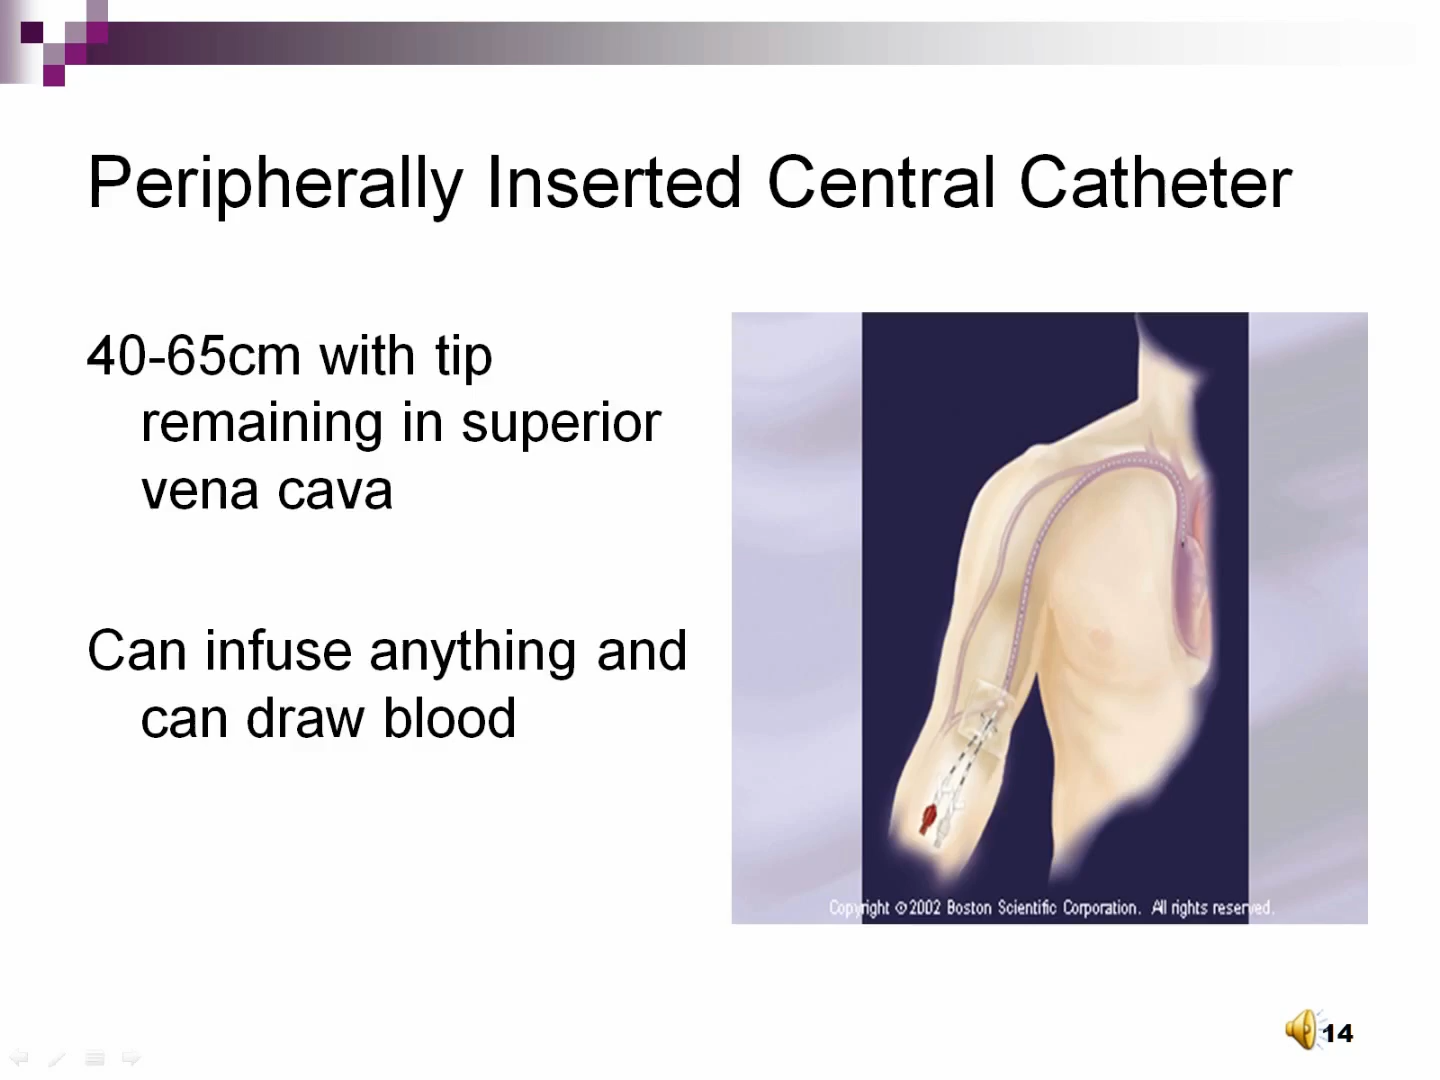 Peripherally Inserted Central Catheter
40-65cm with tip
remaining in superior
vena cava
Can infuse anything and
can draw blood
Copyright ©2002 Boston Scientific Corporation. All rights reserved.
14